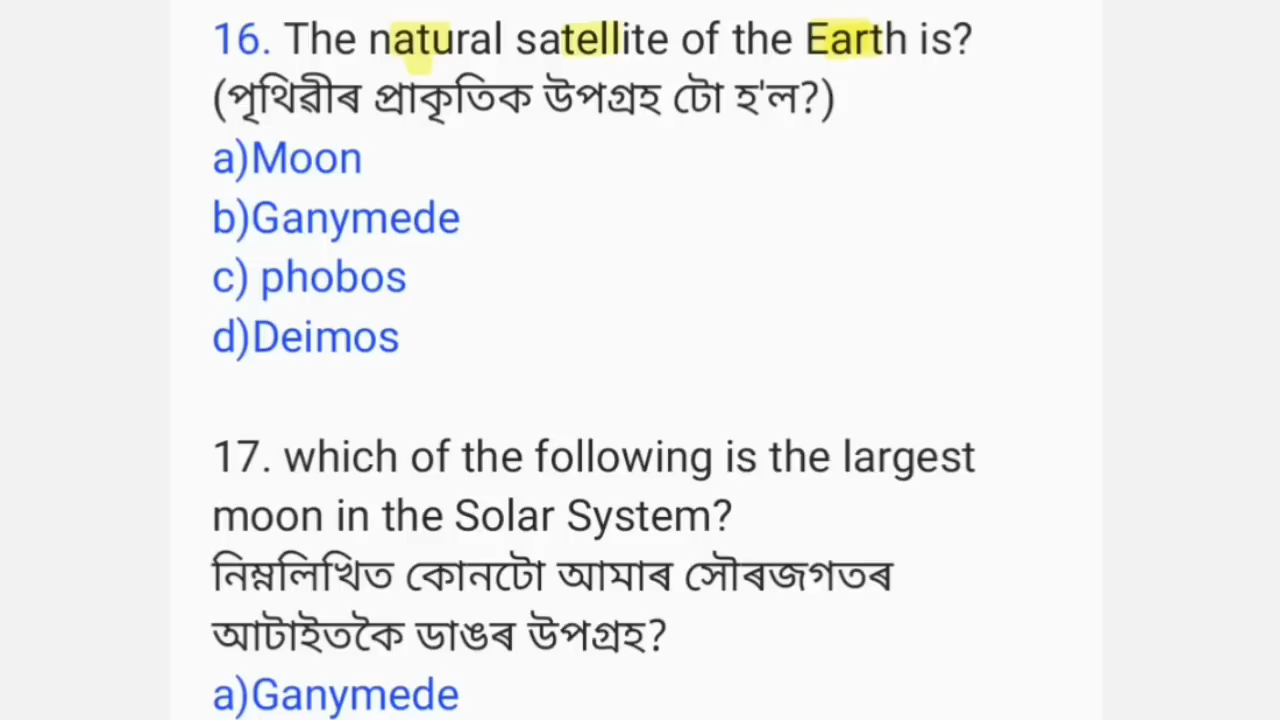 16. The natural satellite of the Earth is?
(পৃথিৱীৰ প্ৰাকৃতিক উপগ্ৰহ টো হ'ল?)
a)Moon
b)Ganymede
c) phobos
d)Deimos
17. which of the following is the largest
moon in the Solar System?
নিম্নলিখিত কোনটো আমাৰ সৌৰজগতৰ
আটাইতকৈ ডাঙৰ উপগ্ৰহ?
a)Ganymede